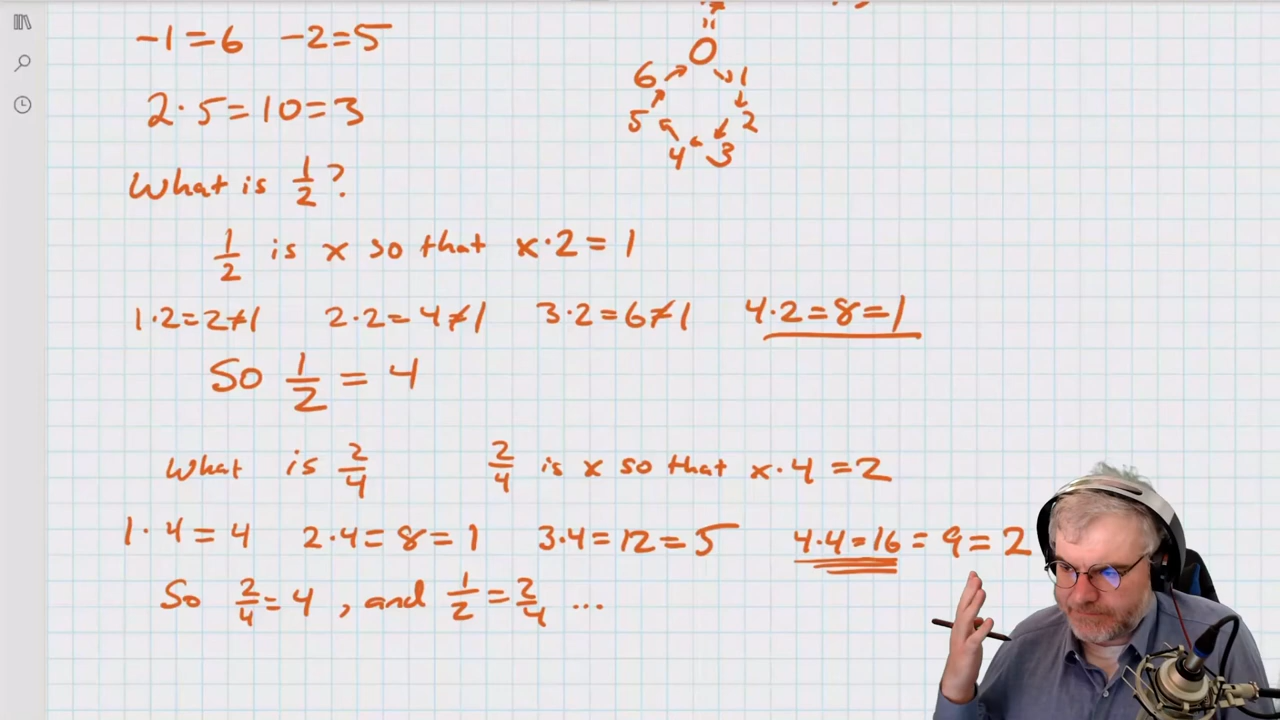 -1=6 -2=5
2·5=10=3
What is 1/2?
1/2 is x so that x·2=1
1·2=2≠1 2·2=4≠1 3·2=6≠1 4·2=8=1
So 1/2=4
What is 2/4 2/4 is x so that x·4=2
1·4=4 2·4=8=1 3·4=12=5 4·4=16=9=2
So 2/4=4, and 1/2=2/4 ...
7
=
0
6 1
5 2
4 3